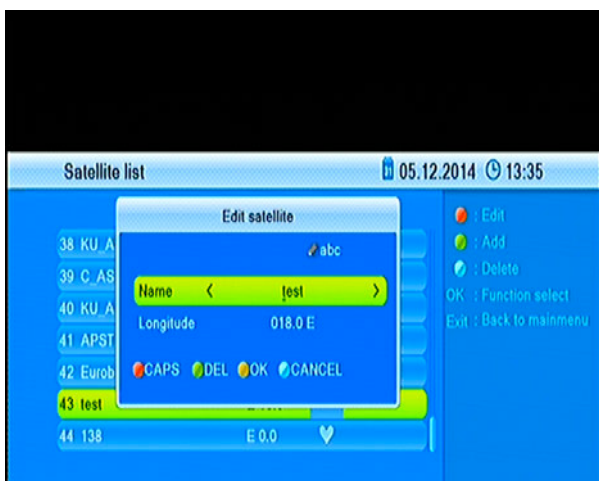 Satellite list
05.12.2014 13:35
Edit satellite
abc
Name < test >
Longitude 018.0 E
CAPS DEL OK CANCEL
38 KU_A
39 C_AS
40 KU_A
41 APST
42 Eurob
43 test
44 138 E 0.0
: Edit
: Add
: Delete
OK : Function select
Exit : Back to mainmenu